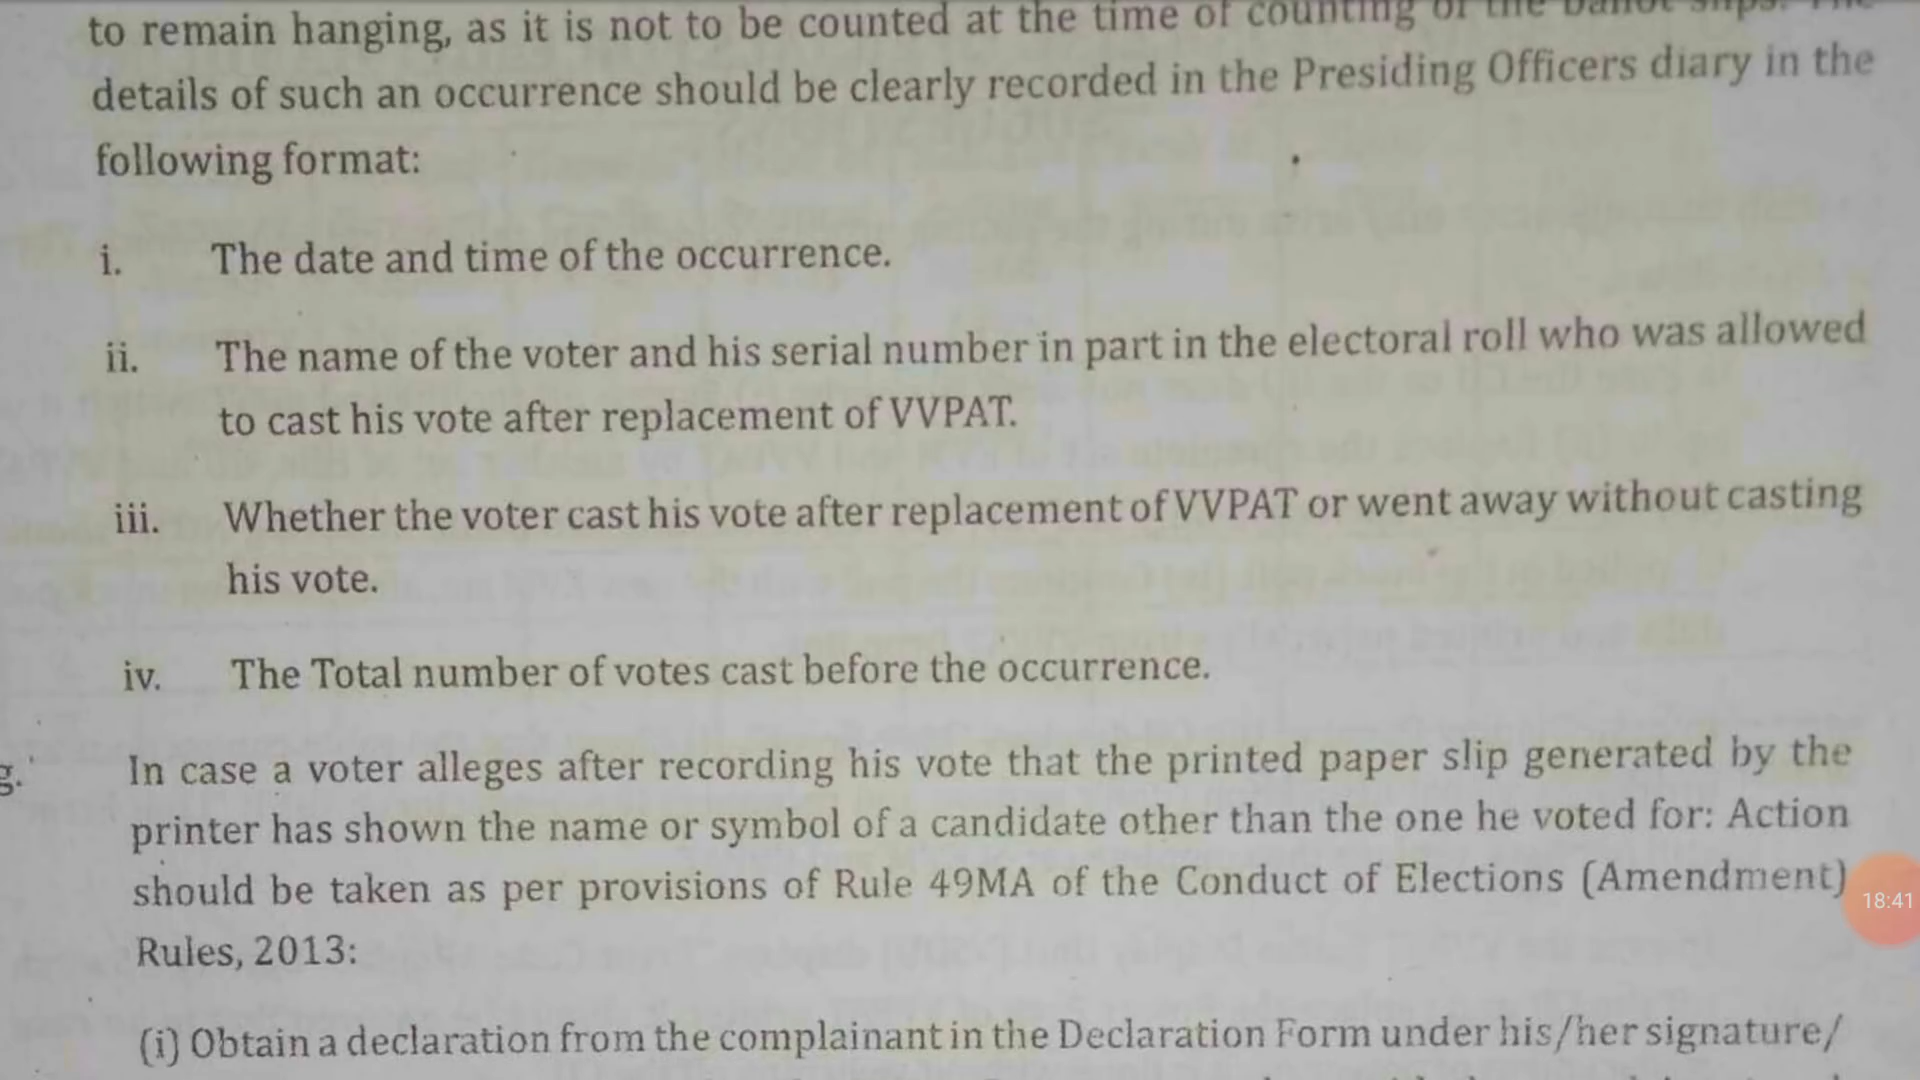 to remain hanging, as it is not to be counted at the time of counting of the ballot slips. The
details of such an occurrence should be clearly recorded in the Presiding Officers diary in the
following format:
i. The date and time of the occurrence.
ii. The name of the voter and his serial number in part in the electoral roll who was allowed
to cast his vote after replacement of VVPAT.
iii. Whether the voter cast his vote after replacement of VVPAT or went away without casting
his vote.
iv. The Total number of votes cast before the occurrence.
g. In case a voter alleges after recording his vote that the printed paper slip generated by the
printer has shown the name or symbol of a candidate other than the one he voted for: Action
should be taken as per provisions of Rule 49MA of the Conduct of Elections (Amendment)
18:41
Rules, 2013:
(i) Obtain a declaration from the complainant in the Declaration Form under his/her signature/